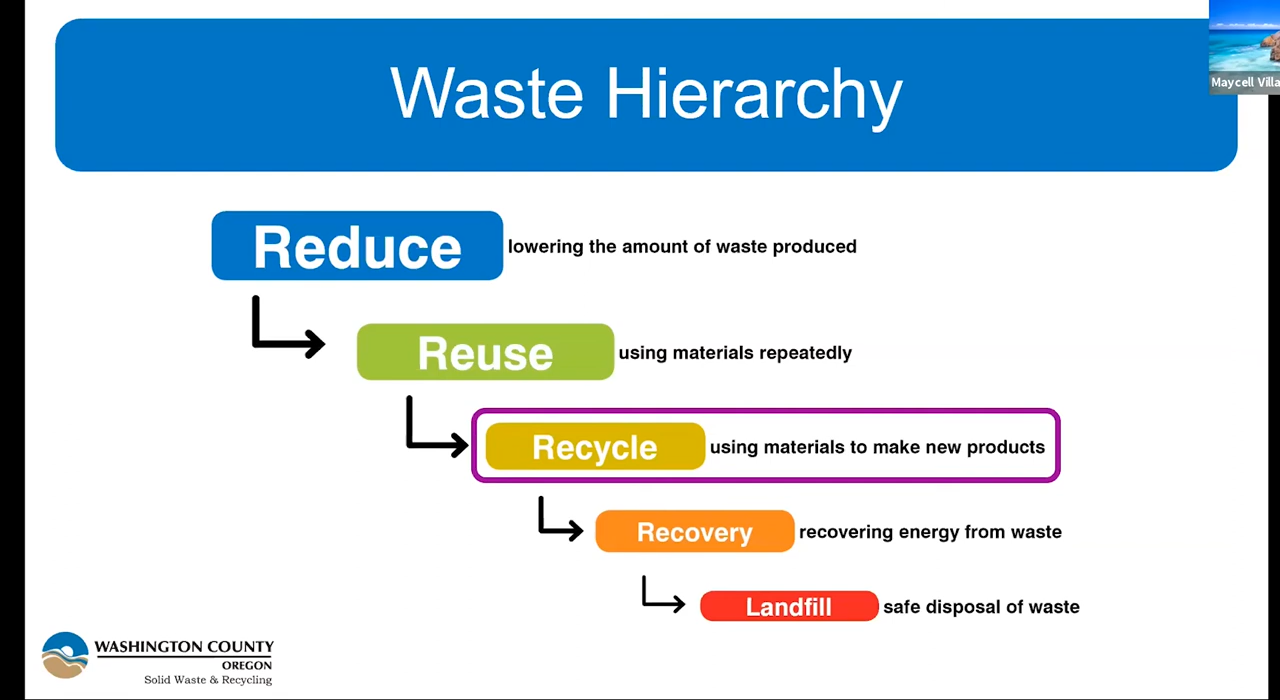 Waste Hierarchy
Maycell Villa
Reduce lowering the amount of waste produced
Reuse using materials repeatedly
Recycle using materials to make new products
Recovery recovering energy from waste
Landfill safe disposal of waste
WASHINGTON COUNTY
OREGON
Solid Waste & Recycling